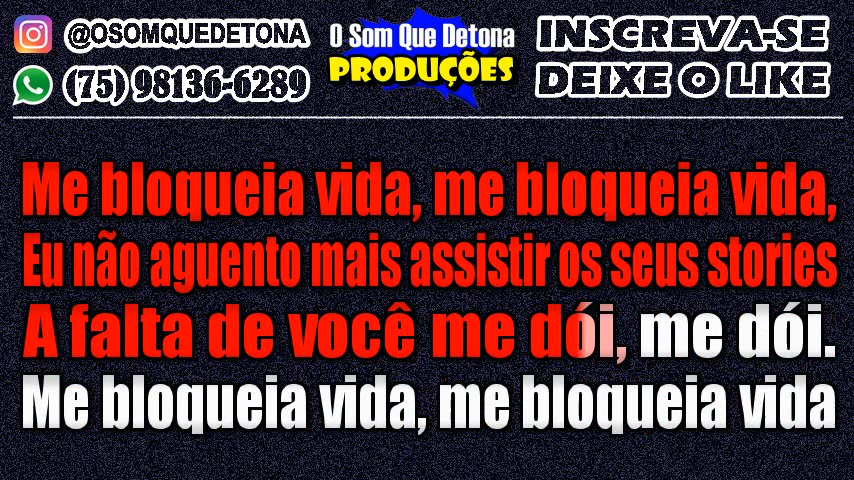 @OSOMQUEDETONA
(75) 98136-6289
O Som Que Detona
PRODUÇÕES
INSCREVA-SE
DEIXE O LIKE
Me bloqueia vida, me bloqueia vida,
Eu não aguento mais assistir os seus stories
A falta de você me dói, me dói.
Me bloqueia vida, me bloqueia vida